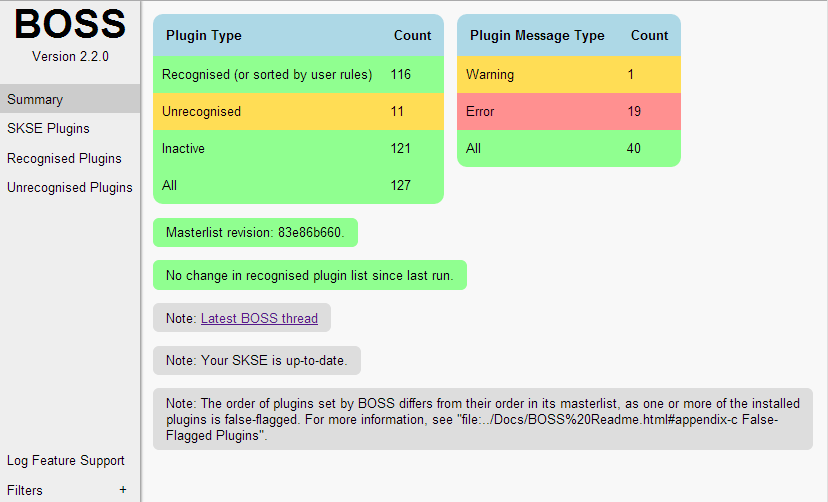 BOSS
Version 2.2.0
Summary
SKSE Plugins
Recognised Plugins
Unrecognised Plugins
Log Feature Support
Filters +
Plugin Type Count
Recognised (or sorted by user rules) 116
Unrecognised 11
Inactive 121
All 127
Plugin Message Type Count
Warning 1
Error 19
All 40
Masterlist revision: 83e86b660.
No change in recognised plugin list since last run.
Note: Latest BOSS thread
Note: Your SKSE is up-to-date.
Note: The order of plugins set by BOSS differs from their order in its masterlist, as one or more of the installed
plugins is false-flagged. For more information, see "file:../Docs/BOSS%20Readme.html#appendix-c False-
Flagged Plugins".